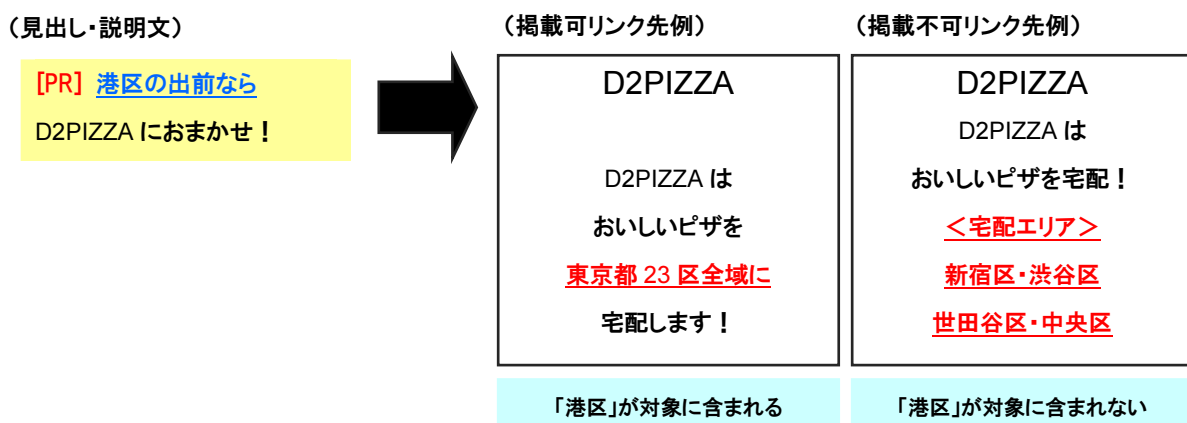 (見出し・説明文)
[PR] 港区の出前なら
D2PIZZA におまかせ！
(掲載可リンク先例)
D2PIZZA
D2PIZZA は
おいしいピザを
東京都 23 区全域に
宅配します！
「港区」が対象に含まれる
(掲載不可リンク先例)
D2PIZZA
D2PIZZA は
おいしいピザを宅配！
＜宅配エリア＞
新宿区・渋谷区
世田谷区・中央区
「港区」が対象に含まれない